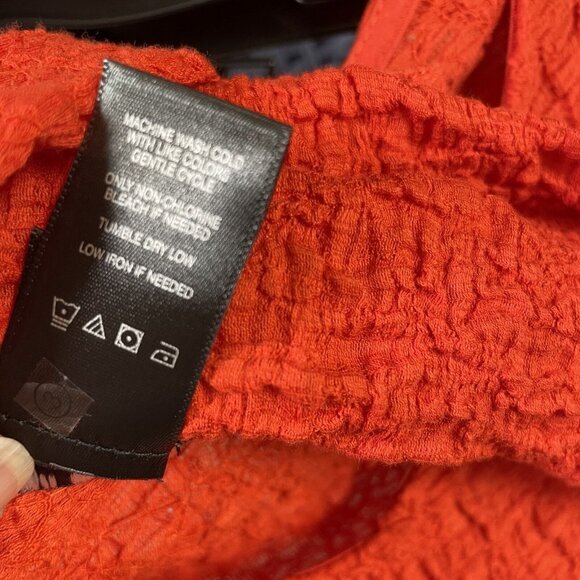 MACHINE WASH COLD
WITH LIKE COLORS
GENTLE CYCLE
ONLY NON-CHLORINE
BLEACH IF NEEDED
TUMBLE DRY LOW
LOW IRON IF NEEDED